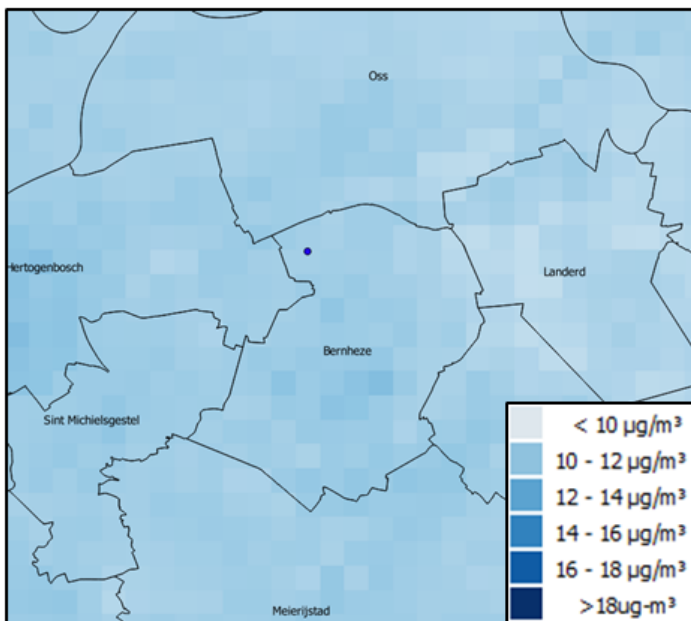 Oss
Hertogenbosch
Landerd
Bernheze
Sint Michielsgestel
Meierijstad
< 10 µg/m³
10 - 12 µg/m³
12 - 14 µg/m³
14 - 16 µg/m³
16 - 18 µg/m³
>18ug-m³